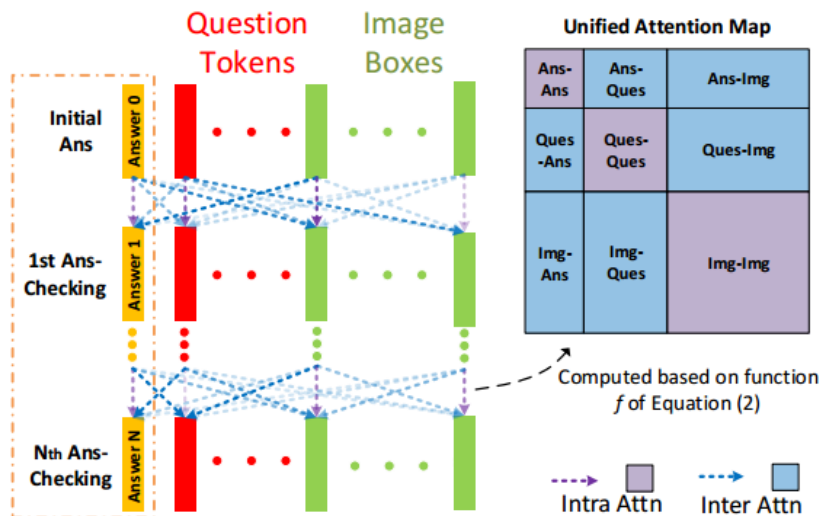 Question
Tokens
Image
Boxes
Unified Attention Map
Initial
Ans
Answer 0
1st Ans-
Checking
Answer 1
Nth Ans-
Checking
Answer N
Ans-
Ans
Ans-
Ques
Ans-Img
Ques
-Ans
Ques-
Ques
Ques-Img
Img-
Ans
Img-
Ques
Img-Img
Computed based on function
f of Equation (2)
Intra Attn
Inter Attn